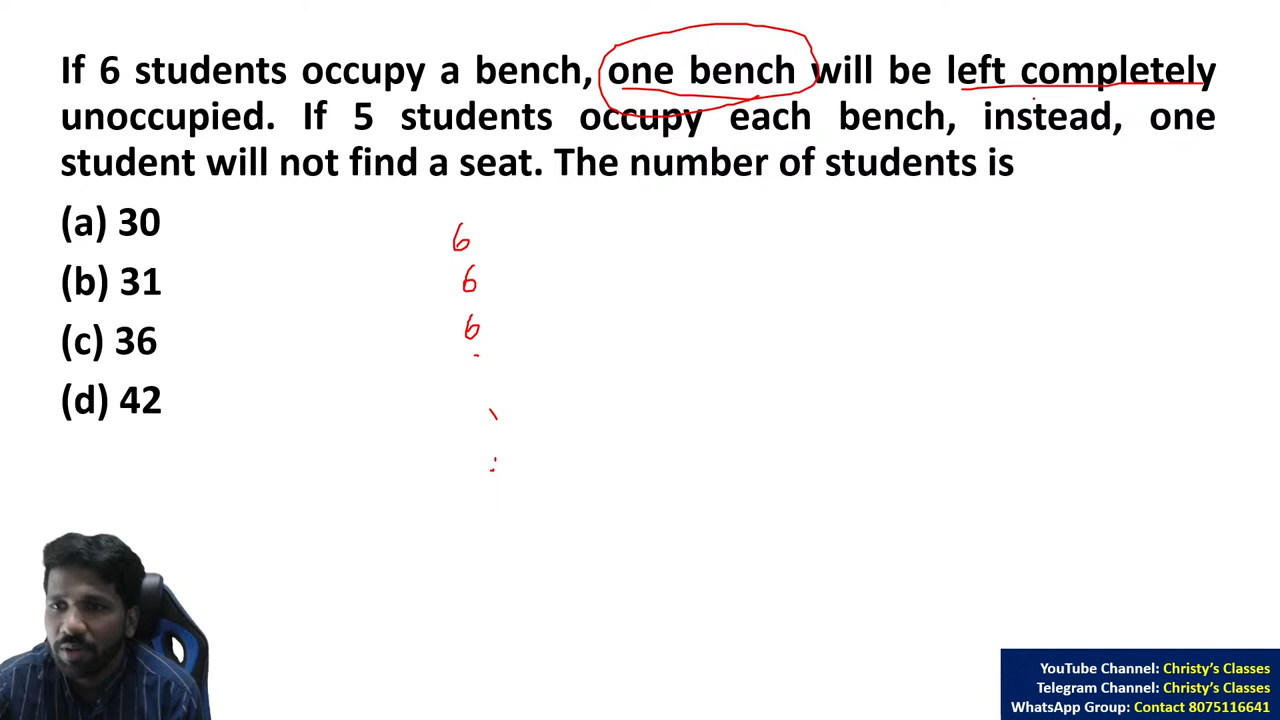 If 6 students occupy a bench, one bench will be left completely
unoccupied. If 5 students occupy each bench, instead, one
student will not find a seat. The number of students is
(a) 30
(b) 31
(c) 36
(d) 42
6
6
6
YouTube Channel: Christy's Classes
Telegram Channel: Christy's Classes
WhatsApp Group: Contact 8075116641